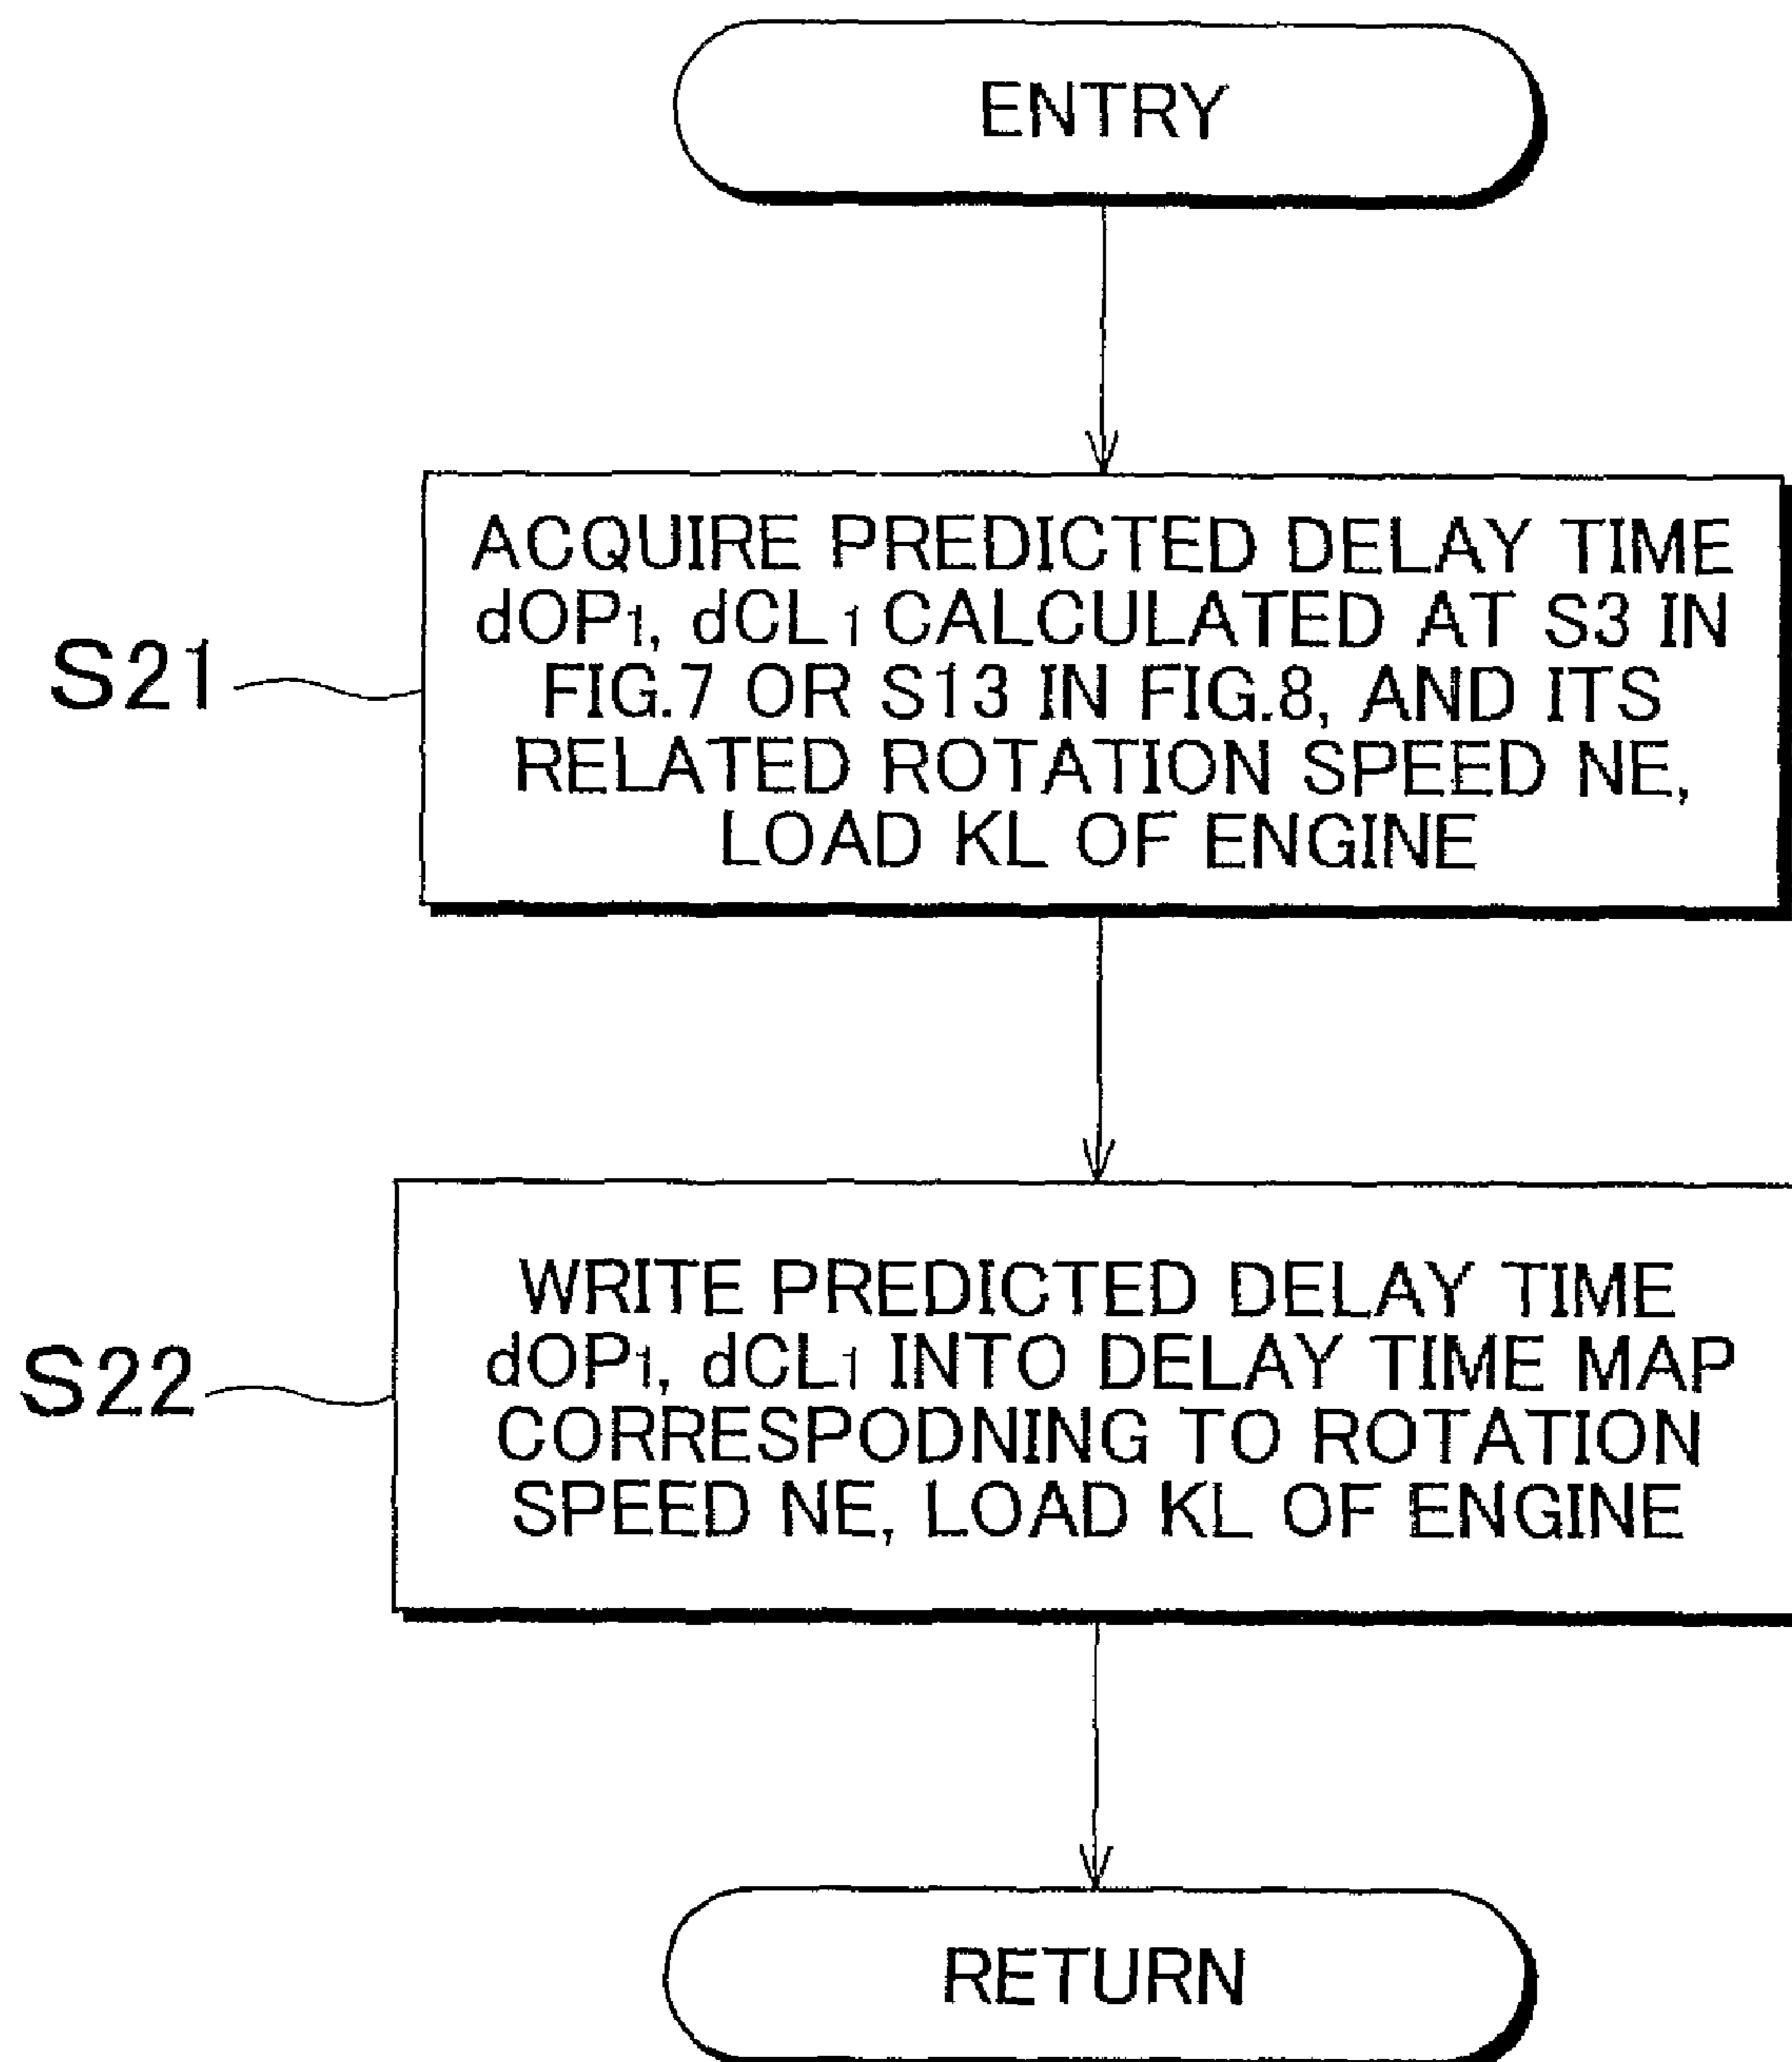 ENTRY
S21
ACQUIRE PREDICTED DELAY TIME
dOP₁, dCL₁ CALCULATED AT S3 IN
FIG.7 OR S13 IN FIG.8, AND ITS
RELATED ROTATION SPEED NE,
LOAD KL OF ENGINE
S22
WRITE PREDICTED DELAY TIME
dOP₁, dCL₁ INTO DELAY TIME MAP
CORRESPODNING TO ROTATION
SPEED NE, LOAD KL OF ENGINE
RETURN